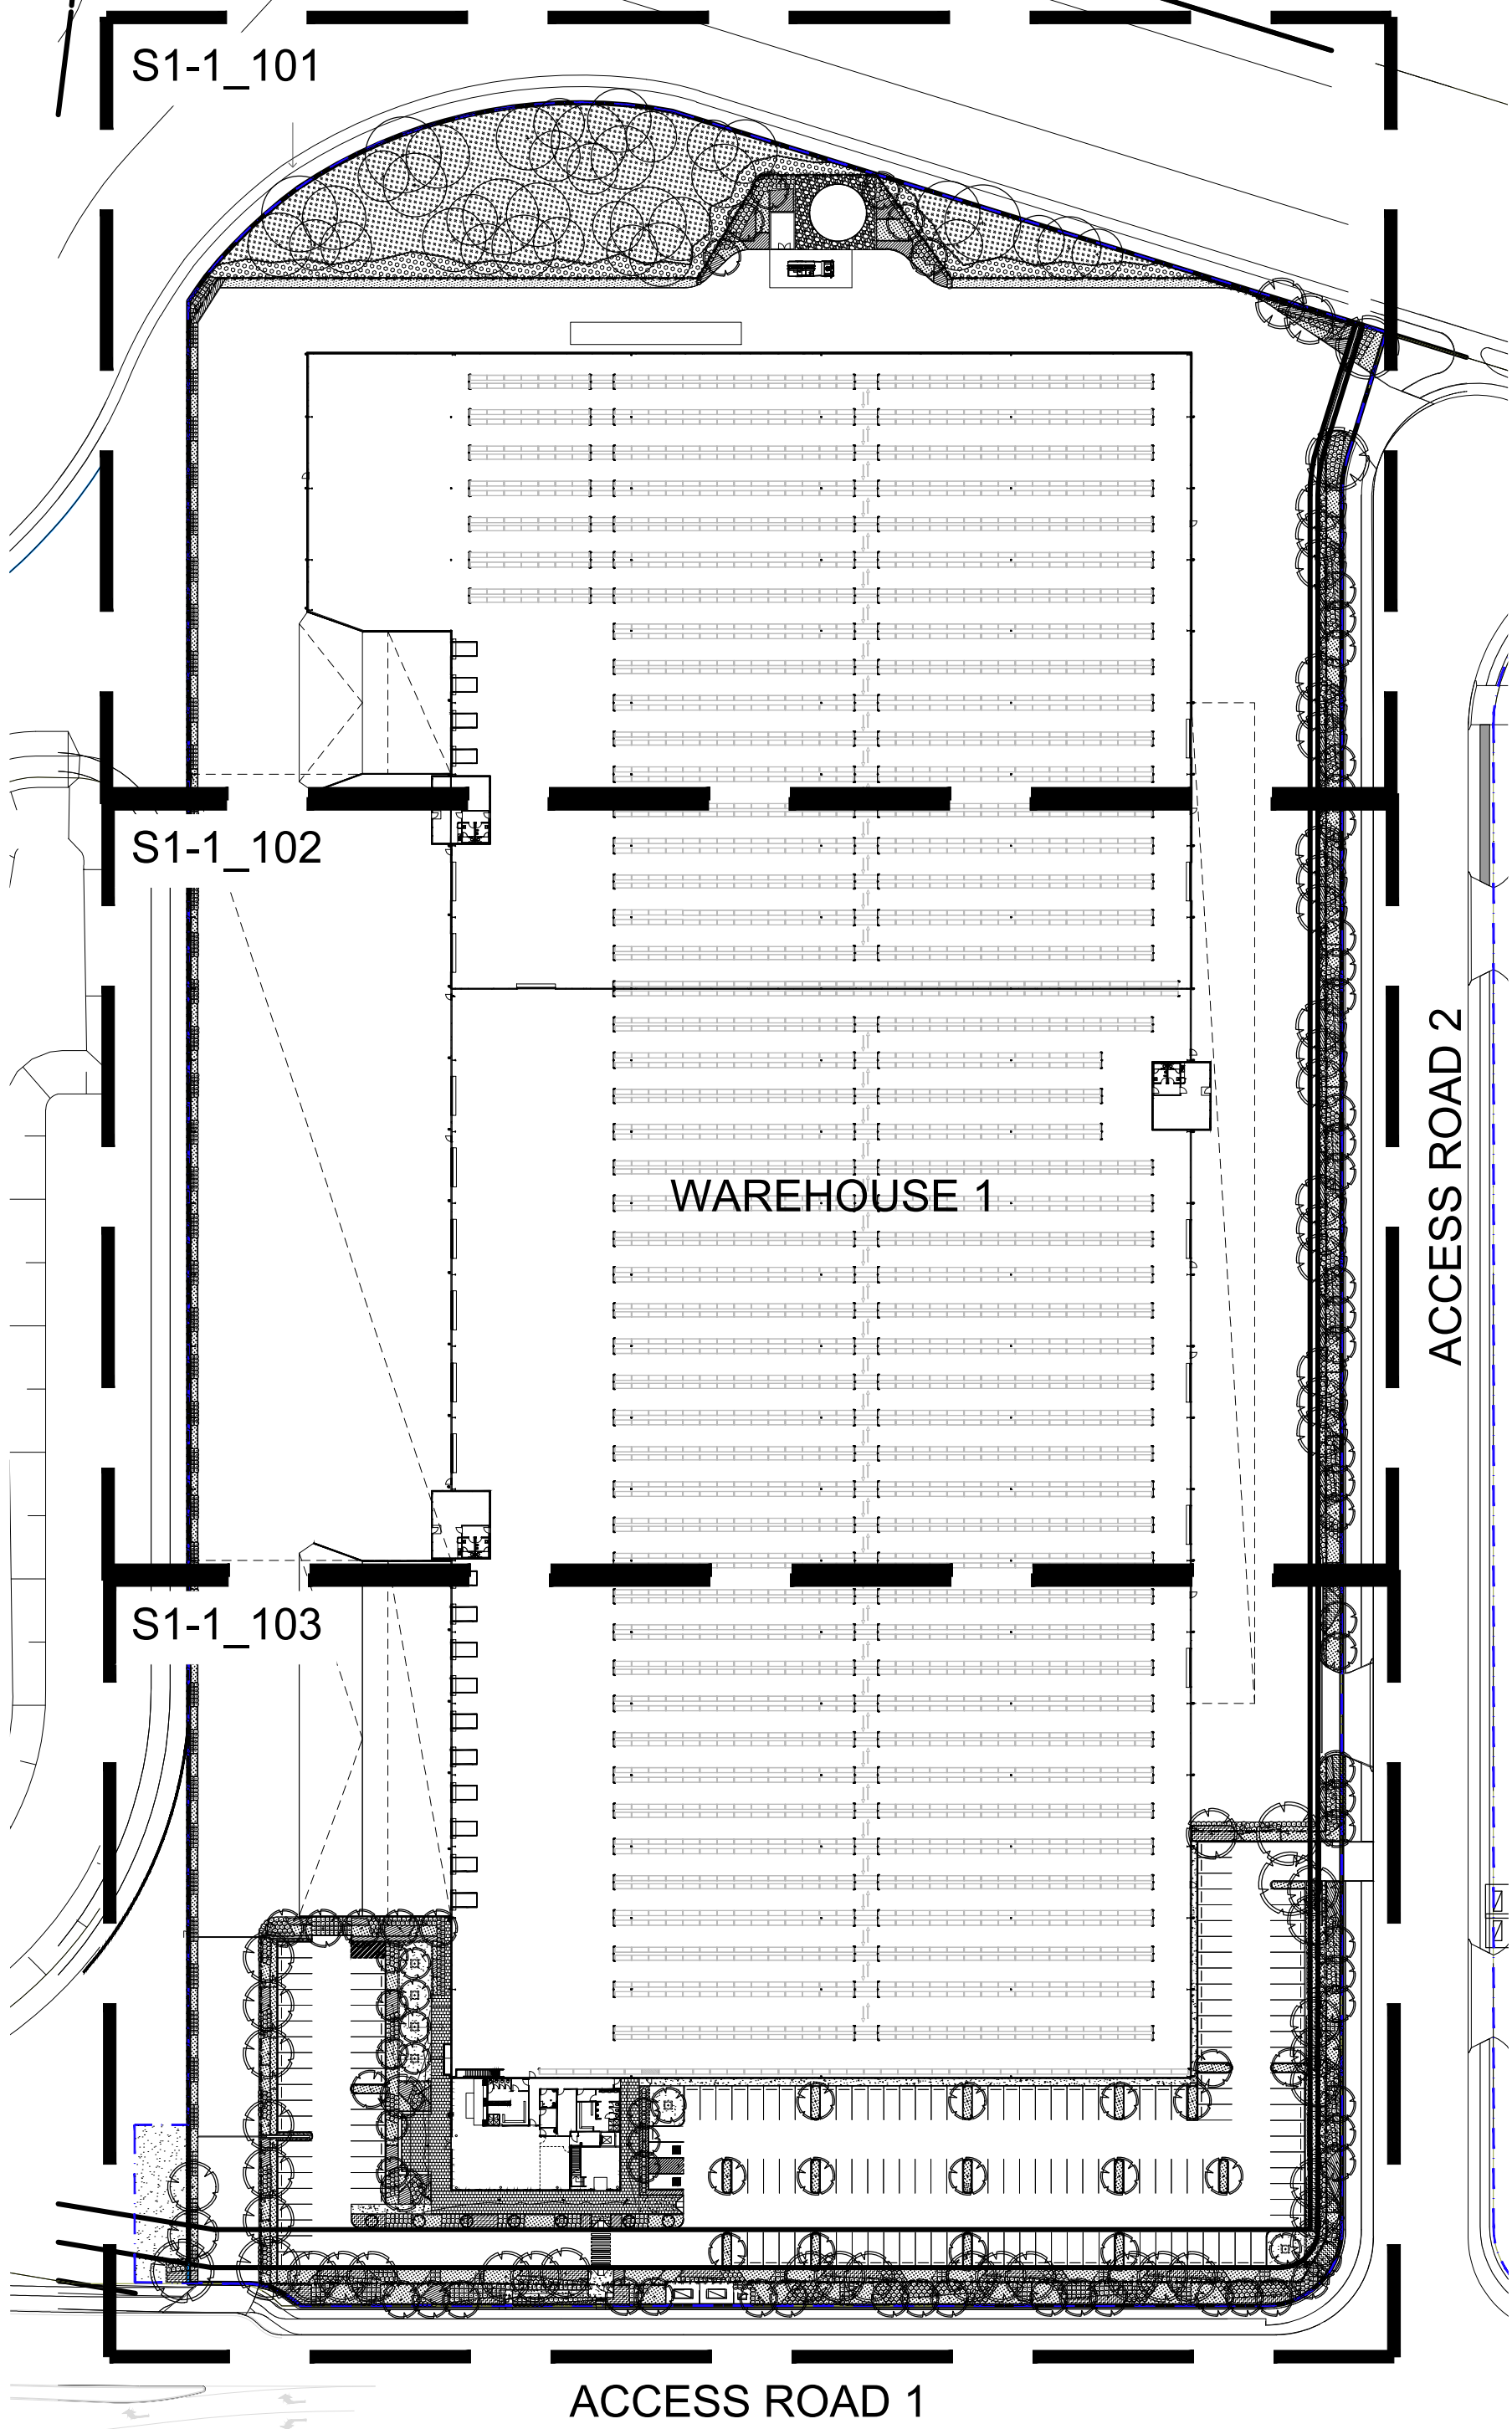 S1-1_101
S1-1_102
ACCESS ROAD 2
WAREHOUSE 1
S1-1_103
ACCESS ROAD 1